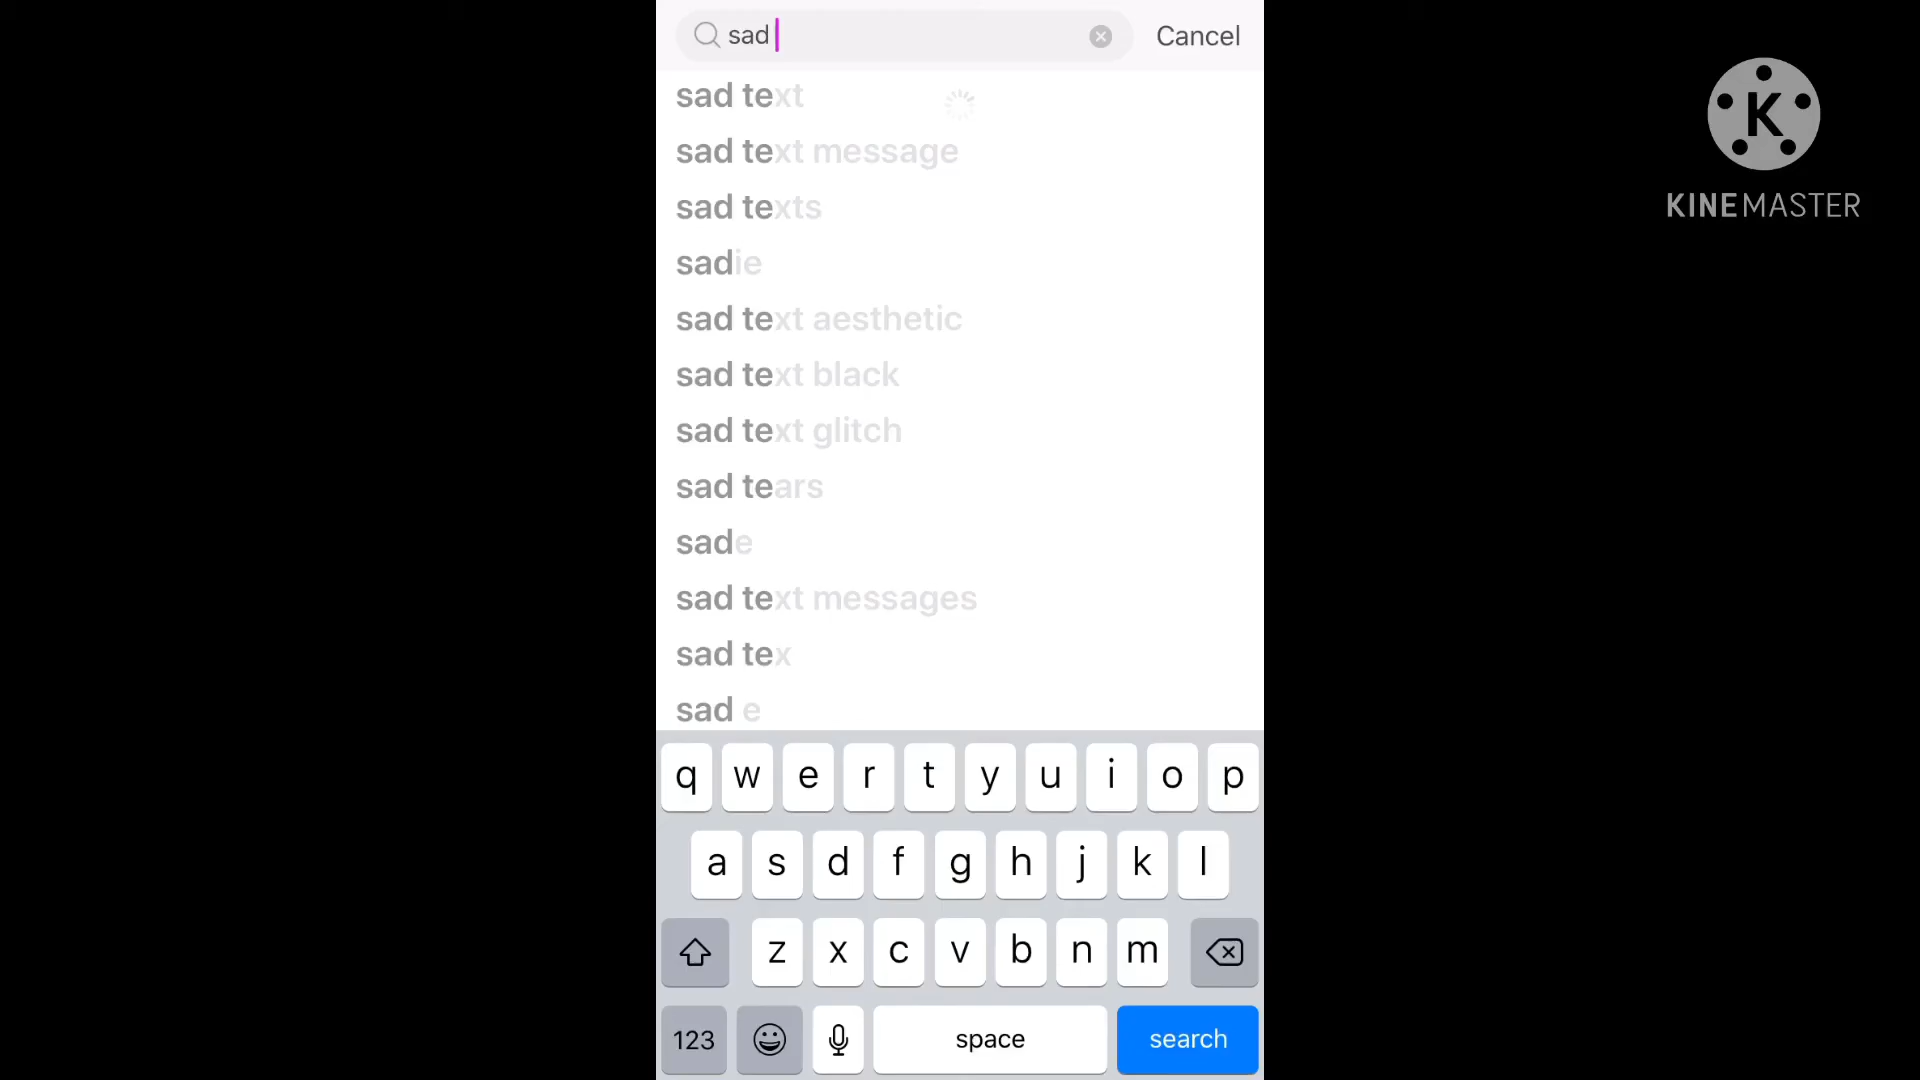 sad
Cancel
sad text
sad text message
sad texts
sadie
sad text aesthetic
sad text black
sad text glitch
sad tears
sade
sad text messages
sad tex
sad e
q w e r t y u i o p
a s d f g h j k l
z x c v b n m
123 space search
K
KINEMASTER